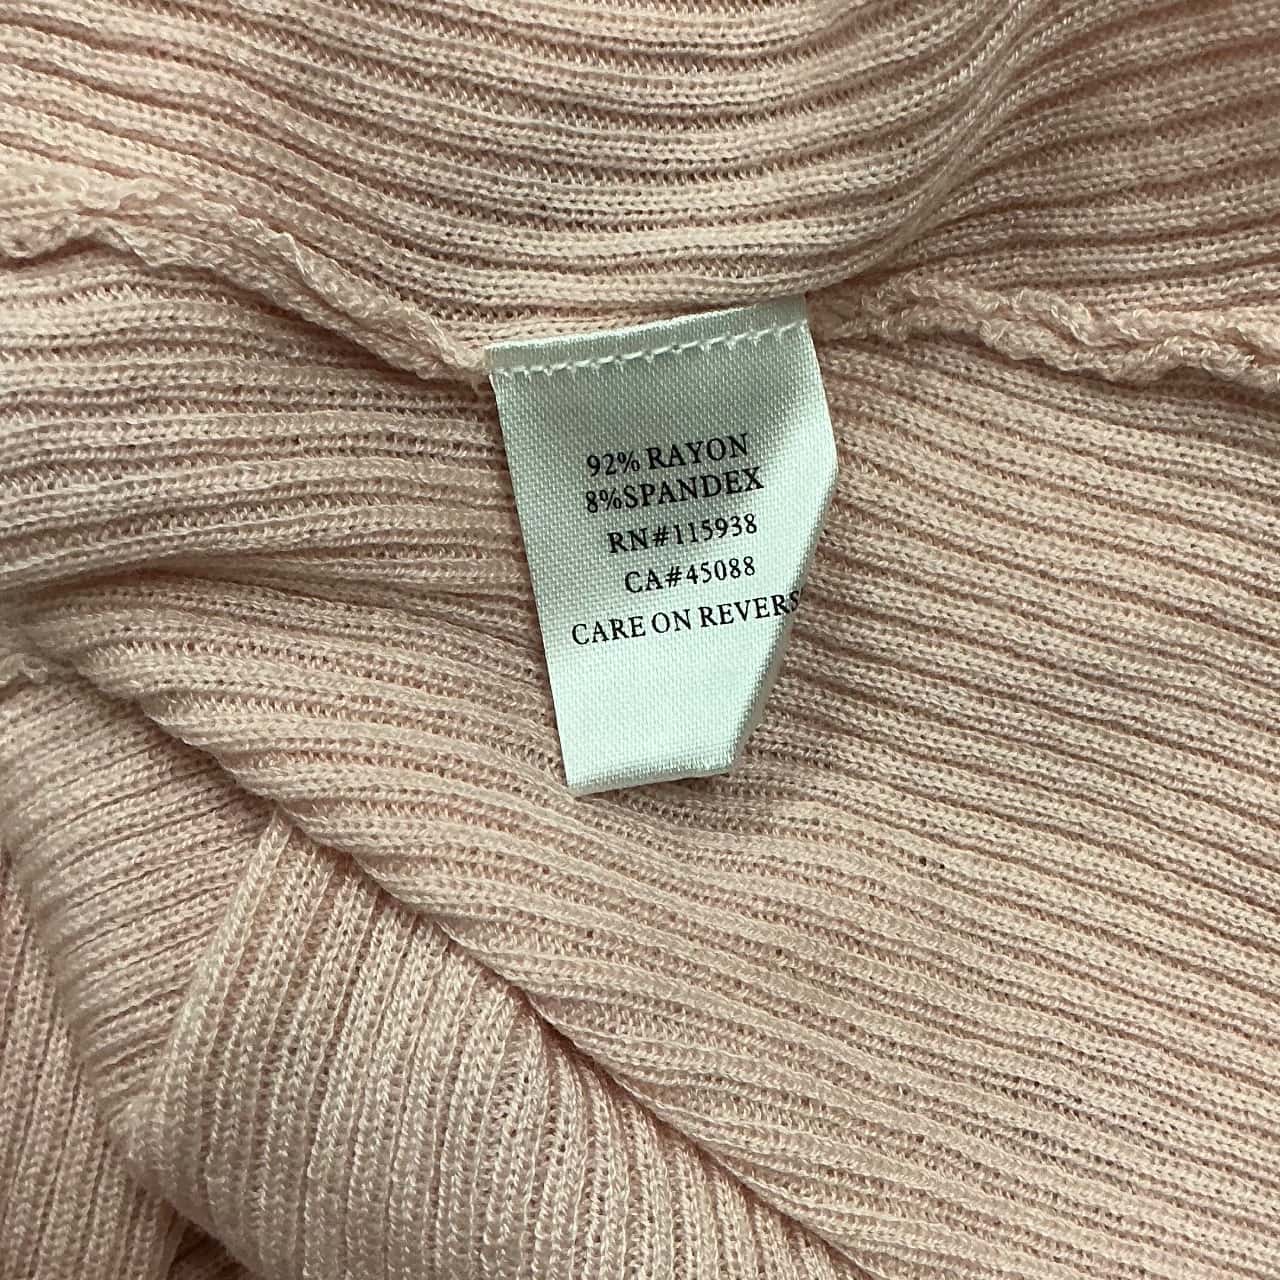 92% RAYON
8%SPANDEX
RN#115938
CA#45088
CARE ON REVERS